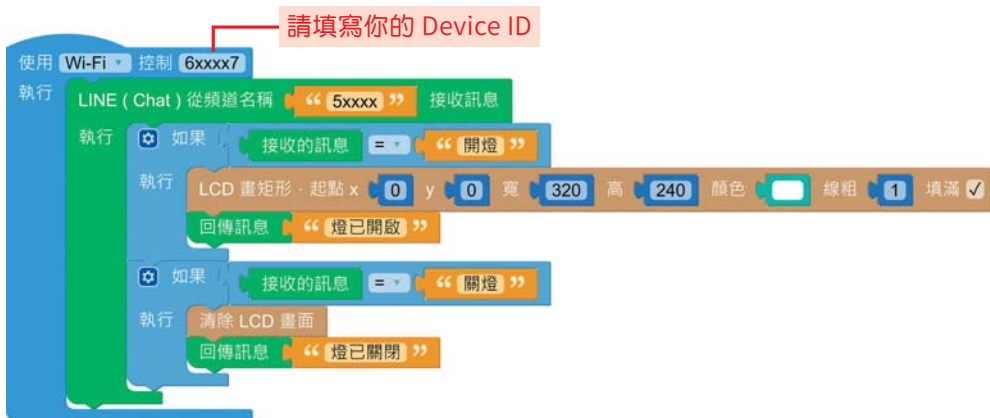 請填寫你的 Device ID
使用 Wi-Fi 控制 6xxxx7
執行 LINE ( Chat ) 從頻道名稱 “ 5xxxx ” 接收訊息
執行 如果 接收的訊息 = “ 開燈 ”
執行 LCD 畫矩形 · 起點 x 0 y 0 寬 320 高 240 顏色 線粗 1 填滿 ✓
回傳訊息 “ 燈已開啟 ”
如果 接收的訊息 = “ 關燈 ”
執行 清除 LCD 畫面
回傳訊息 “ 燈已關閉 ”